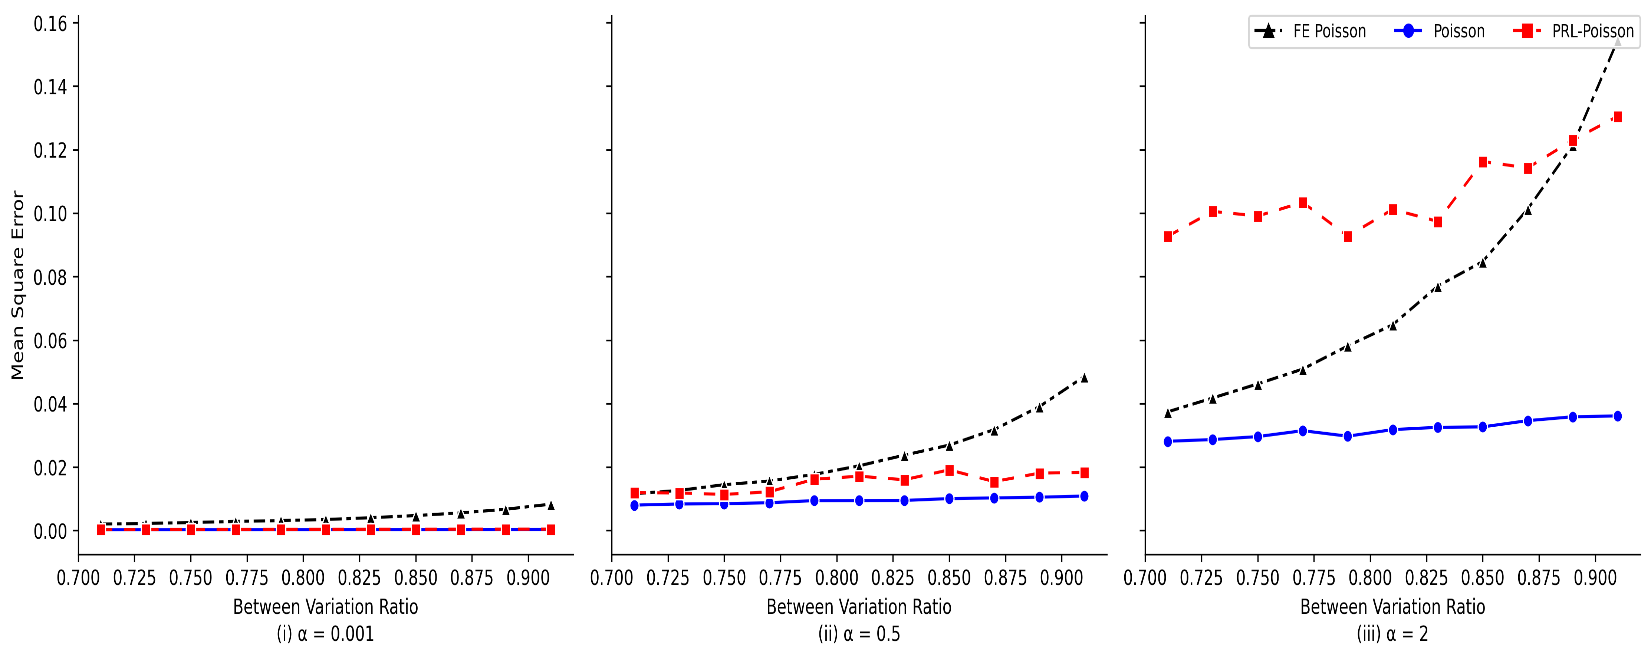 FE Poisson Poisson PRL-Poisson
Mean Square Error
0.16
0.14
0.12
0.10
0.08
0.06
0.04
0.02
0.00
0.700 0.725 0.750 0.775 0.800 0.825 0.850 0.875 0.900
Between Variation Ratio
(i) α = 0.001
0.700 0.725 0.750 0.775 0.800 0.825 0.850 0.875 0.900
Between Variation Ratio
(ii) α = 0.5
0.700 0.725 0.750 0.775 0.800 0.825 0.850 0.875 0.900
Between Variation Ratio
(iii) α = 2